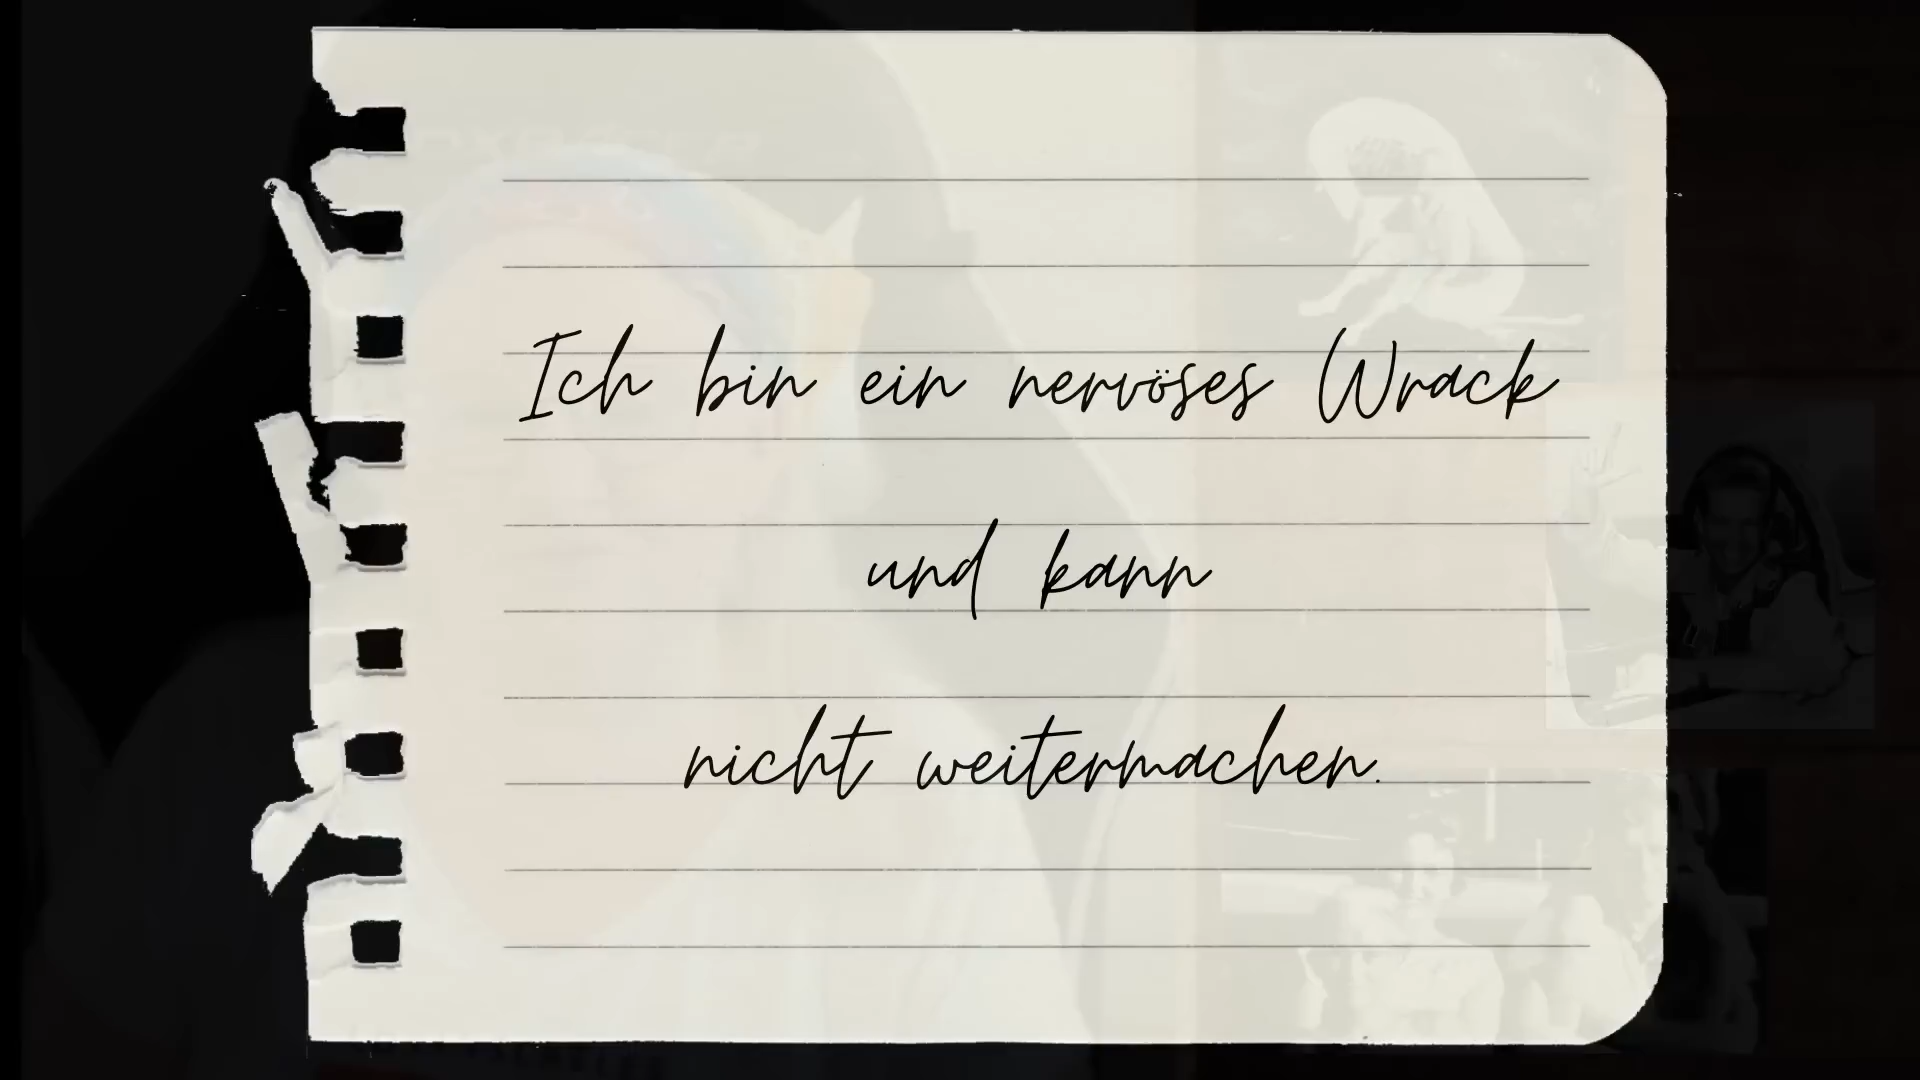 Ich bin ein nervöses Wrack
und kann
nicht weitermachen.